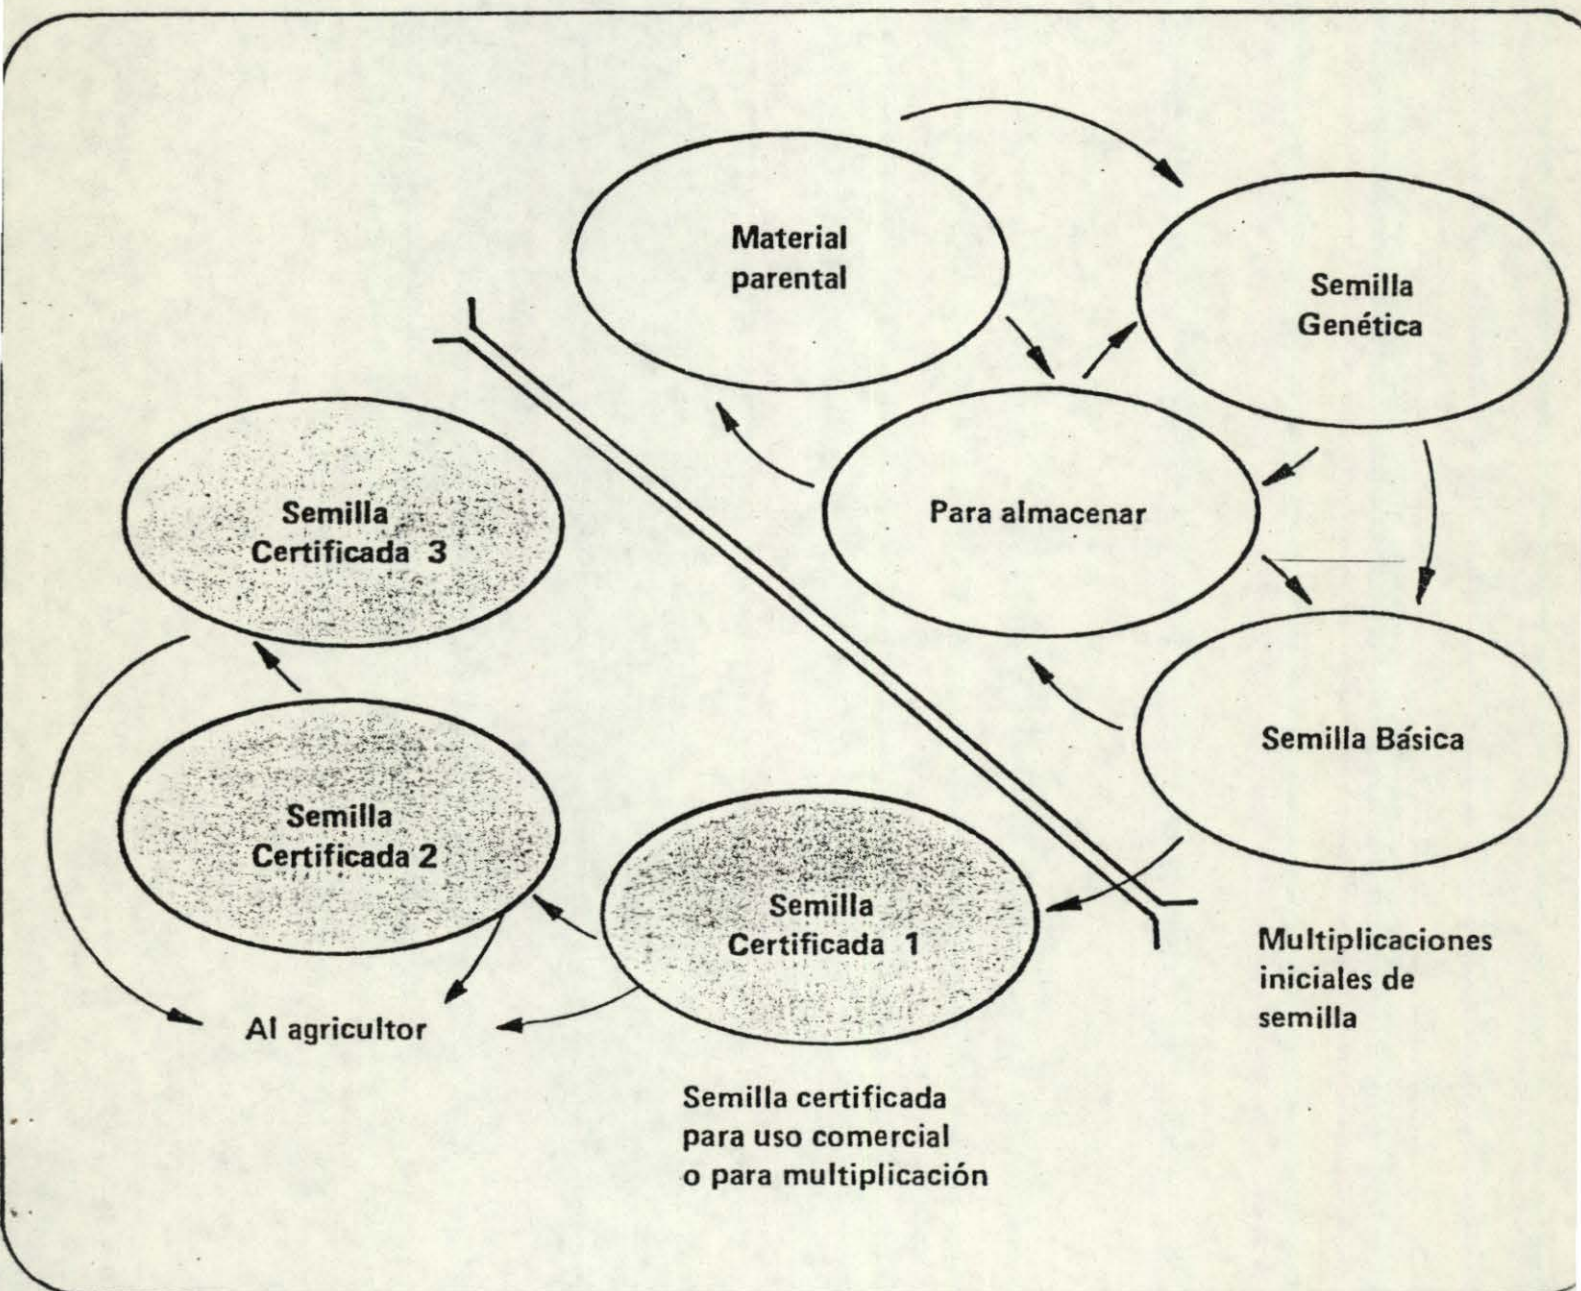 Material
parental
Semilla
Genética
Para almacenar
Semilla Básica
Semilla
Certificada 3
Semilla
Certificada 2
Semilla
Certificada 1
Al agricultor
Multiplicaciones
iniciales de
semilla
Semilla certificada
para uso comercial
o para multiplicación